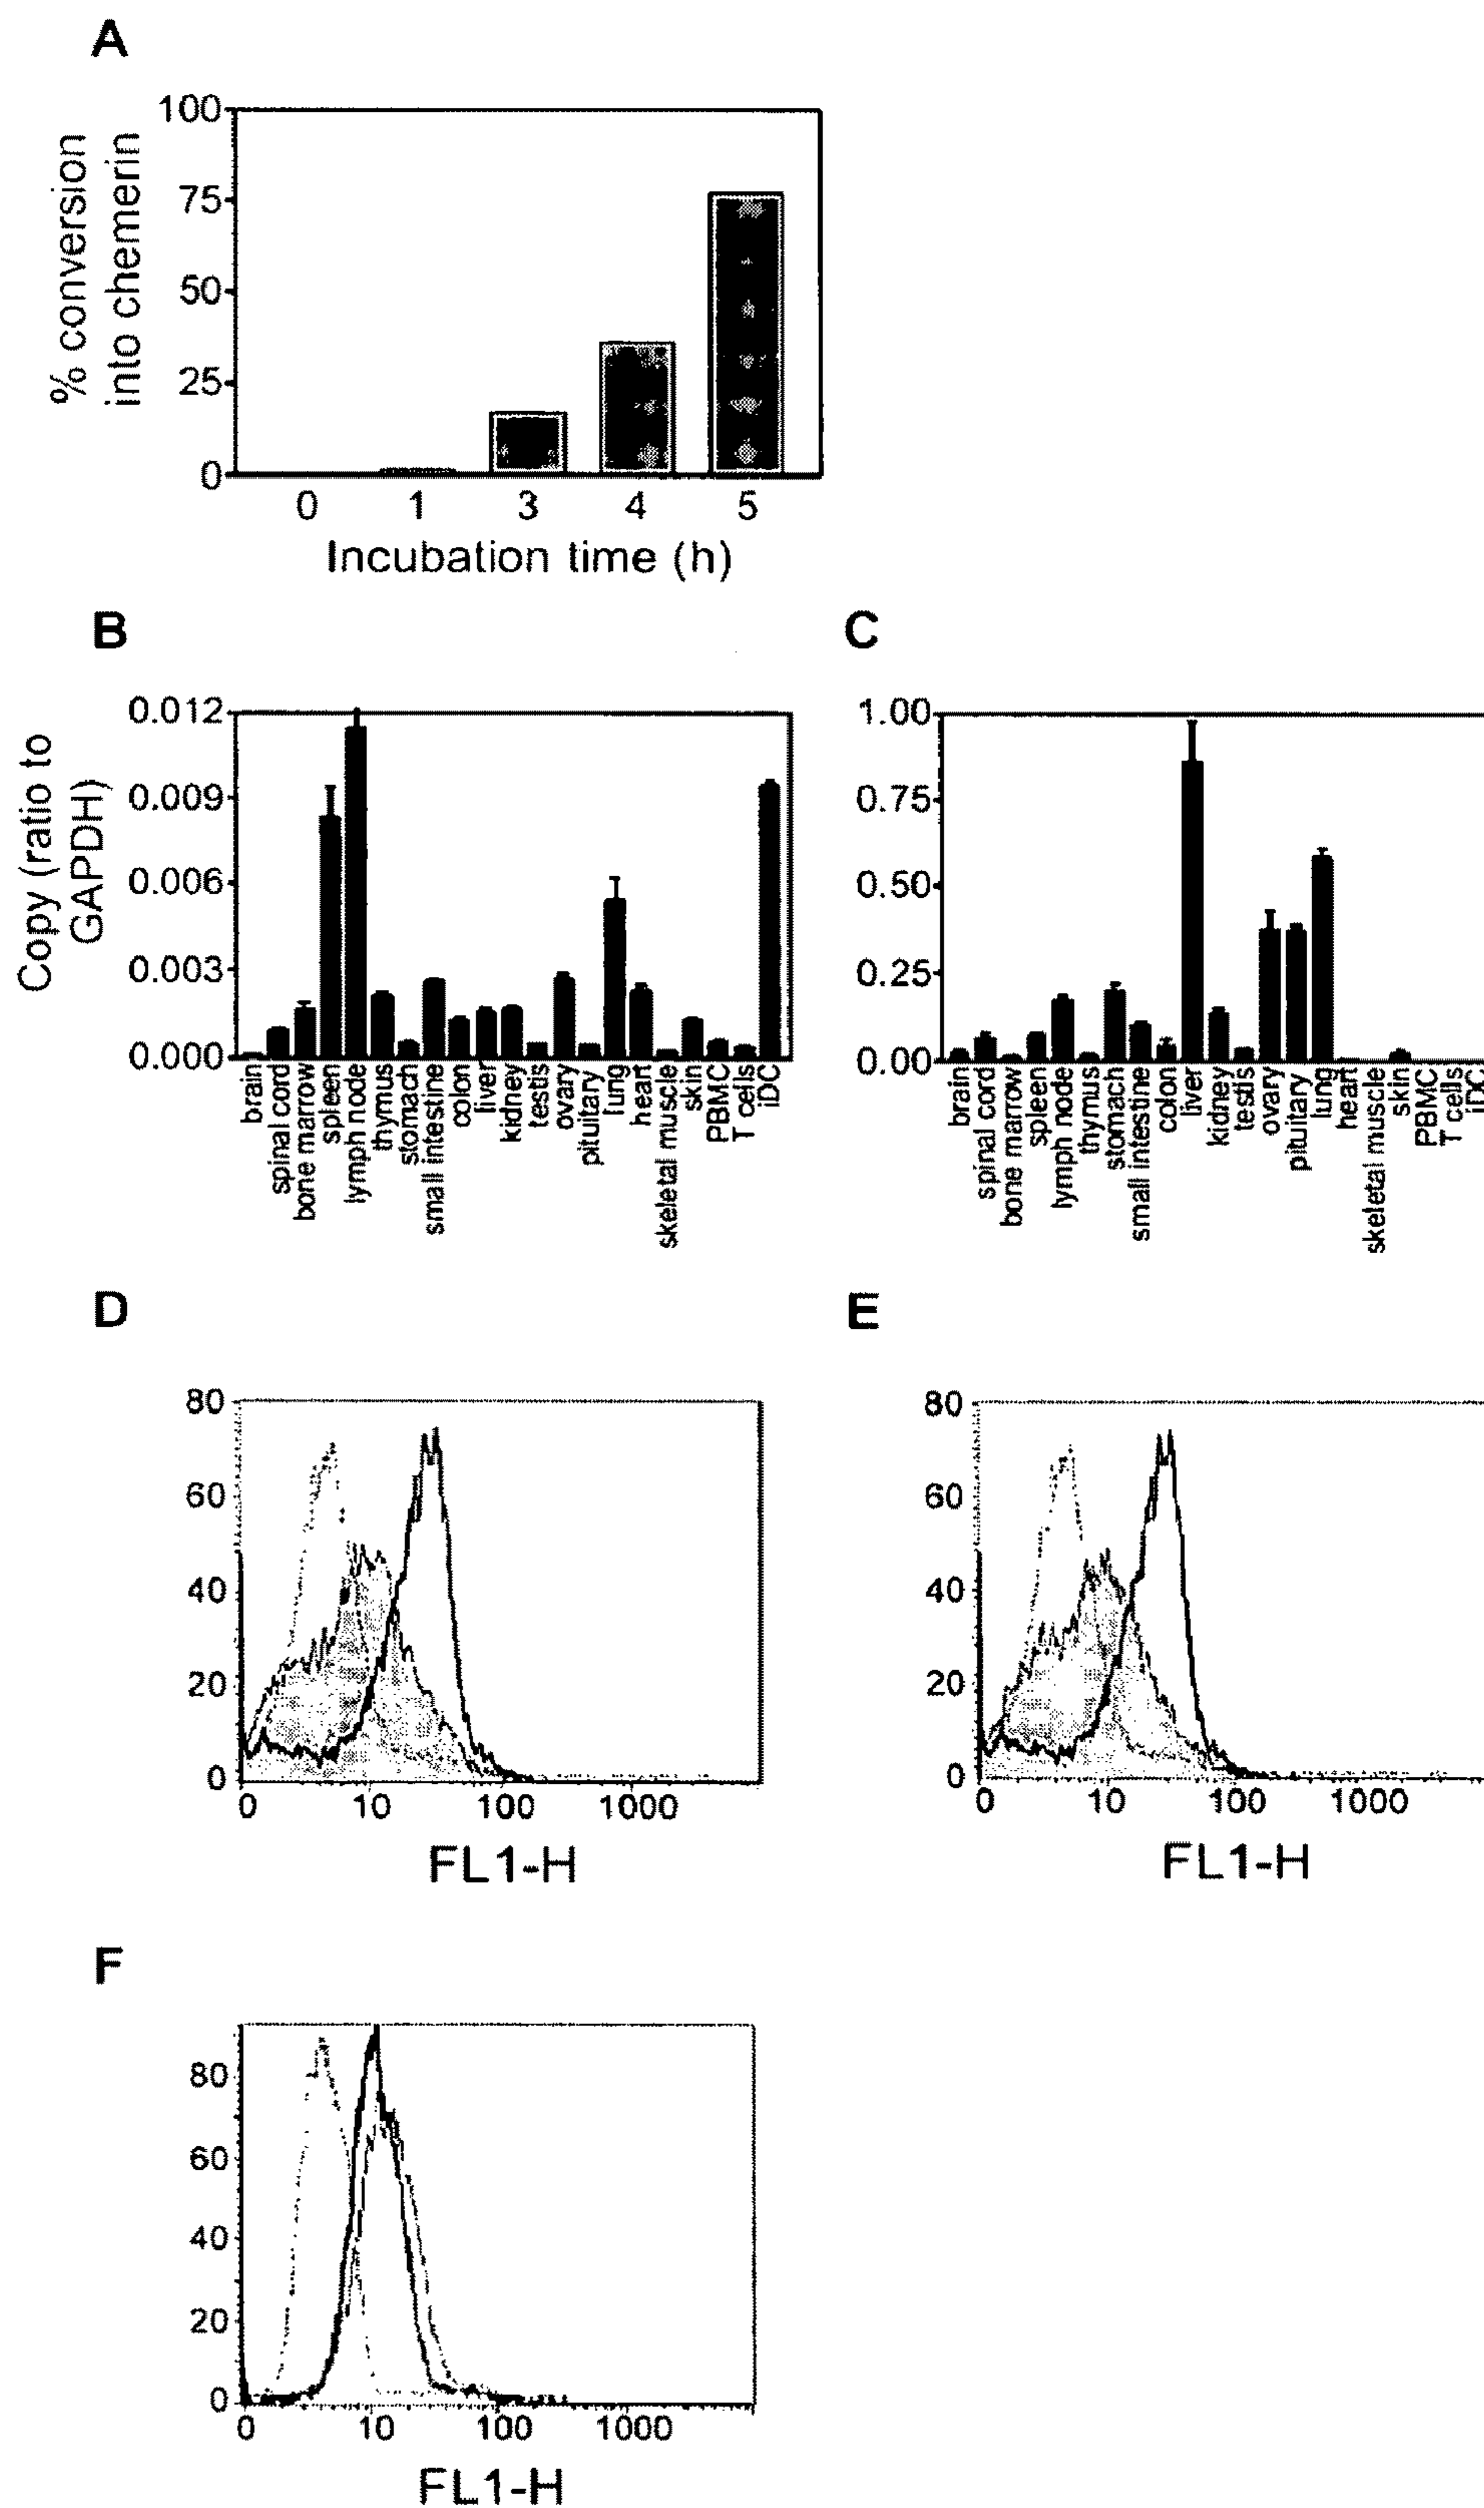 A
100
75
50
25
0
% conversion
into chemerin
0 1 3 4 5
Incubation time (h)
B
0.012
0.009
0.006
0.003
0.000
Copy (ratio to
GAPDH)
brain
spinal cord
bone marrow
spleen
lymph node
thymus
stomach
small intestine
colon
liver
kidney
testis
ovary
pituitary
lung
heart
skeletal muscle
skin
PBMC
T cells
iDC
C
1.00
0.75
0.50
0.25
0.00
brain
spinal cord
bone marrow
spleen
lymph node
thymus
stomach
small intestine
colon
liver
kidney
testis
ovary
pituitary
lung
heart
skeletal muscle
skin
PBMC
T cells
iDC
D
80
60
40
20
0
0 10 100 1000
FL1-H
E
80
60
40
20
0
0 10 100 1000
FL1-H
F
80
60
40
20
0
0 10 100 1000
FL1-H